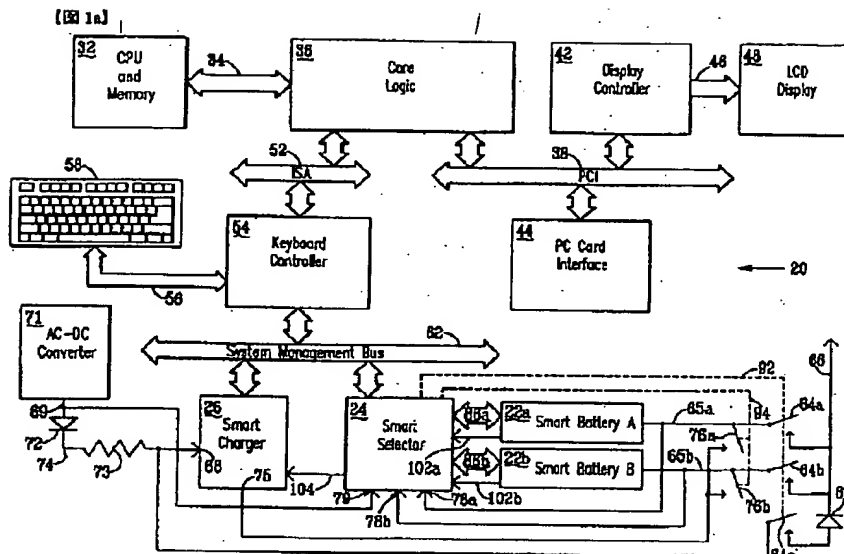 【図 1a】
32
CPU
and
Memory
34
36
Core
Logic
42
Display
Controller
46
48
LCD
Display
52
ISA
38
PCI
58
54
Keyboard
Controller
56
44
PC Card
Interface
20
71
AC-DC
Converter
62
System Management Bus
69
72
74
73
68
26
Smart
Charger
75
104
24
Smart
Selector
79
78b
78a
22a
Smart Battery A
102a
22b
Smart Battery B
102b
92
94
65a
65b
76a
76b
64a
64b
66